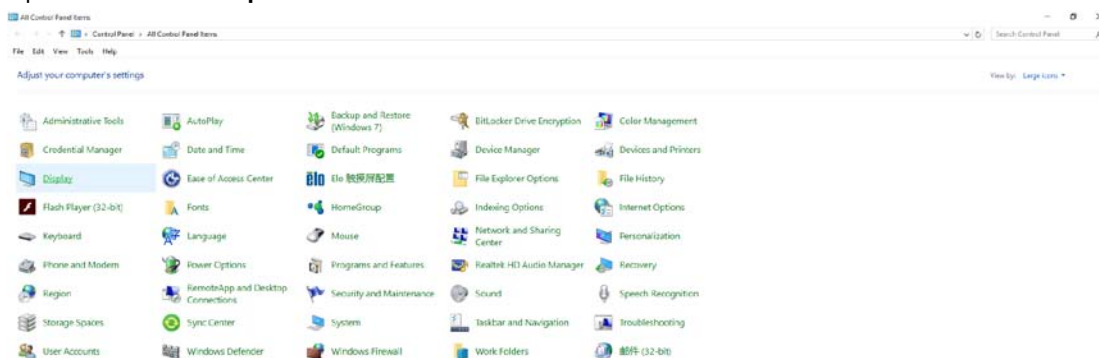 All Control Panel Items
Control Panel > All Control Panel Items
Search Control Panel
File Edit View Tools Help
Adjust your computer's settings
View by: Large icons
Administrative Tools
AutoPlay
Backup and Restore
(Windows 7)
BitLocker Drive Encryption
Color Management
Credential Manager
Date and Time
Default Programs
Device Manager
Devices and Printers
Display
Ease of Access Center
elo Elo 触摸屏配置
File Explorer Options
File History
Flash Player (32-bit)
Fonts
HomeGroup
Indexing Options
Internet Options
Keyboard
Language
Mouse
Network and Sharing
Center
Personalization
Phone and Modem
Power Options
Programs and Features
Realtek HD Audio Manager
Recovery
Region
RemoteApp and Desktop
Connections
Security and Maintenance
Sound
Speech Recognition
Storage Spaces
Sync Center
System
Taskbar and Navigation
Troubleshooting
User Accounts
Windows Defender
Windows Firewall
Work Folders
邮件 (32-bit)